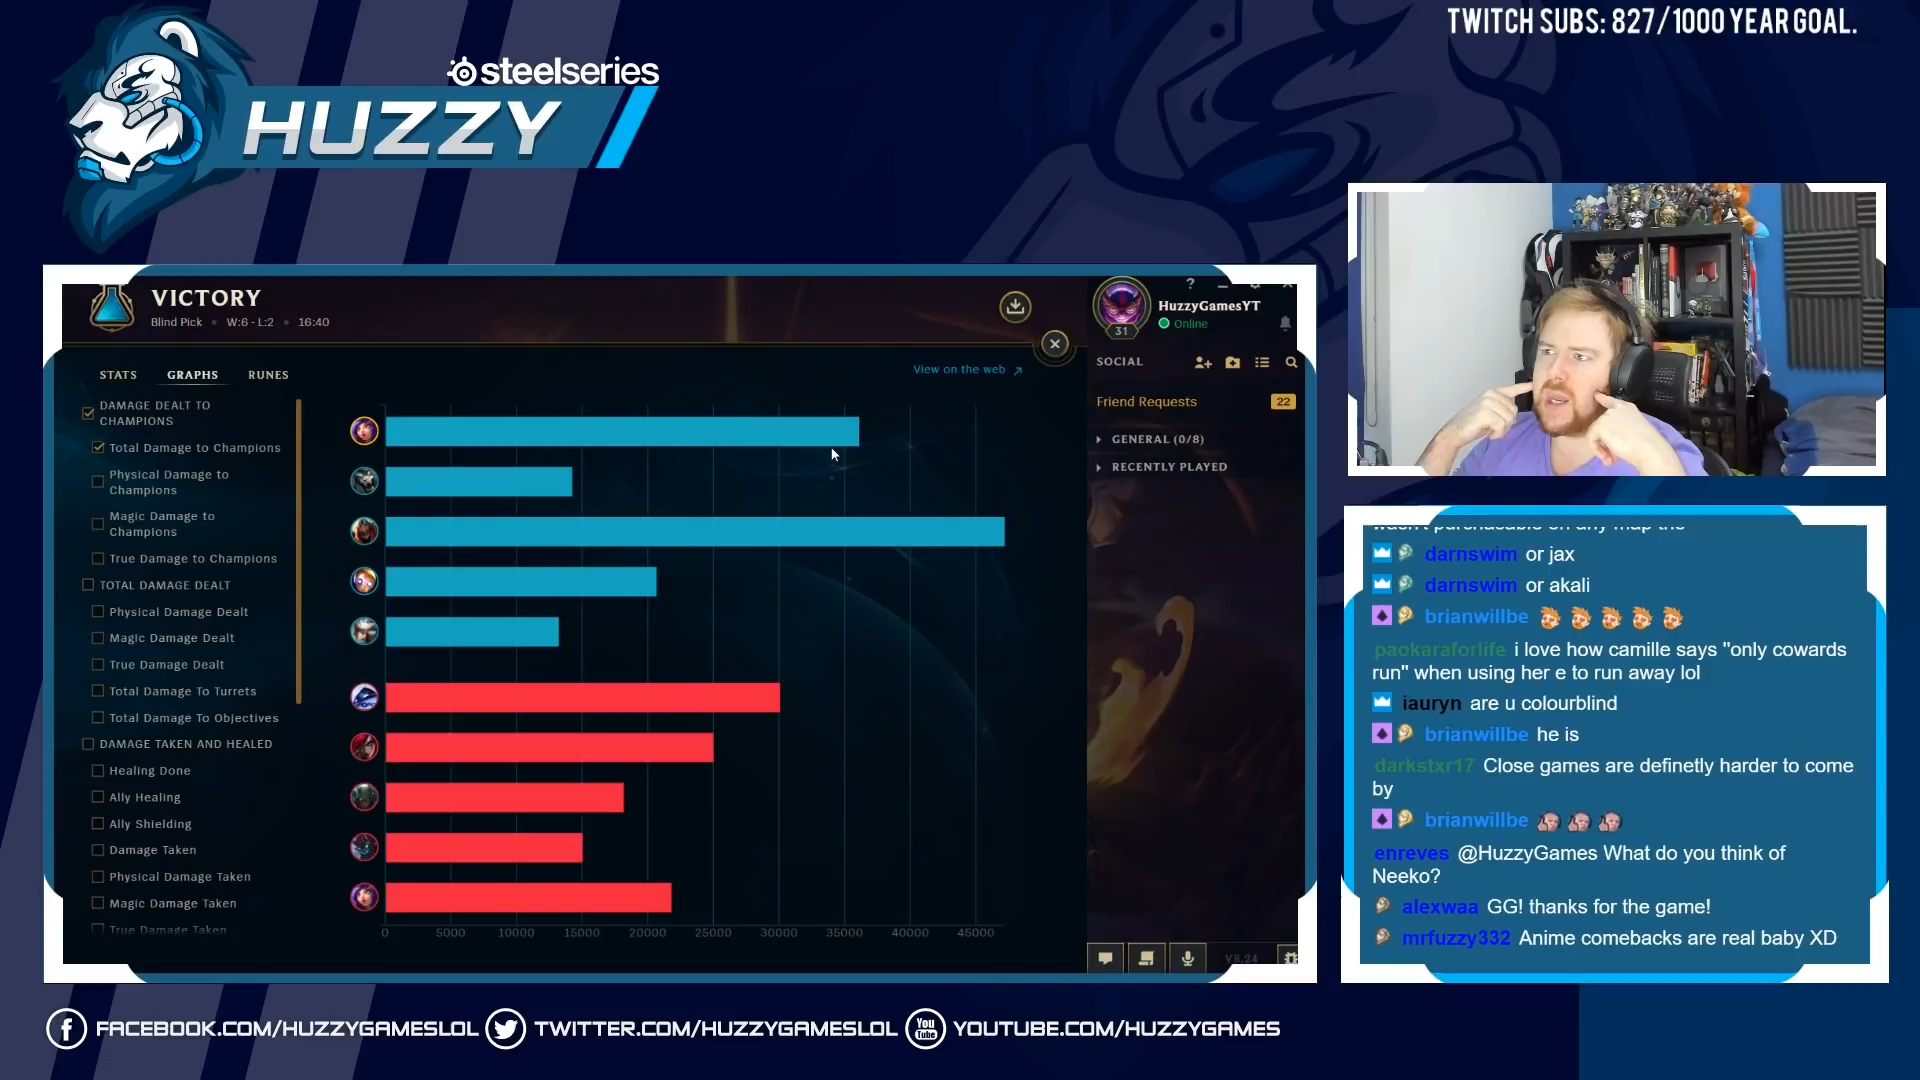 TWITCH SUBS: 827/1000 YEAR GOAL.
steelseries
HUZZY
VICTORY
Blind Pick • W:6 - L:2 • 16:40
STATS GRAPHS RUNES
View on the web
DAMAGE DEALT TO
CHAMPIONS
Total Damage to Champions
Physical Damage to
Champions
Magic Damage to
Champions
True Damage to Champions
TOTAL DAMAGE DEALT
Physical Damage Dealt
Magic Damage Dealt
True Damage Dealt
Total Damage To Turrets
Total Damage To Objectives
DAMAGE TAKEN AND HEALED
Healing Done
Ally Healing
Ally Shielding
Damage Taken
Physical Damage Taken
Magic Damage Taken
True Damage Taken
0 5000 10000 15000 20000 25000 30000 35000 40000 45000
?
HuzzyGamesYT
31
Online
SOCIAL
Friend Requests 22
GENERAL (0/8)
RECENTLY PLAYED
V8.24
darnswim or jax
darnswim or akali
brianwillbe
paokaraforlife i love how camille says "only cowards
run" when using her e to run away lol
iauryn are u colourblind
brianwillbe he is
darkstxr17 Close games are definetly harder to come
by
brianwillbe
enreves @HuzzyGames What do you think of
Neeko?
alexwaa GG! thanks for the game!
mrfuzzy332 Anime comebacks are real baby XD
FACEBOOK.COM/HUZZYGAMESLOL TWITTER.COM/HUZZYGAMESLOL You Tube YOUTUBE.COM/HUZZYGAMES